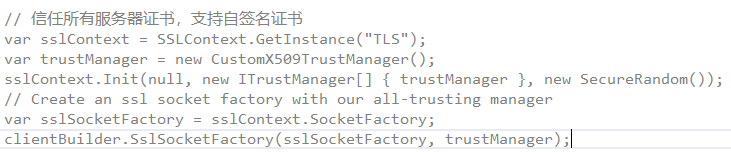 // 信任所有服务器证书，支持自签名证书
var sslContext = SSLContext.GetInstance("TLS");
var trustManager = new CustomX509TrustManager();
sslContext.Init(null, new ITrustManager[] { trustManager }, new SecureRandom());
// Create an ssl socket factory with our all-trusting manager
var sslSocketFactory = sslContext.SocketFactory;
clientBuilder.SslSocketFactory(sslSocketFactory, trustManager);